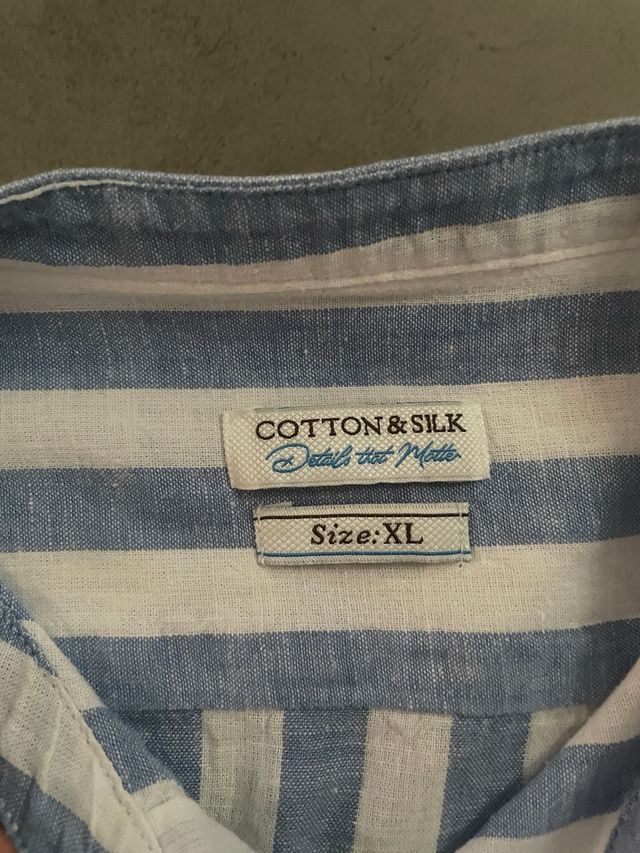 COTTON & SILK
Details that Matter
Size: XL